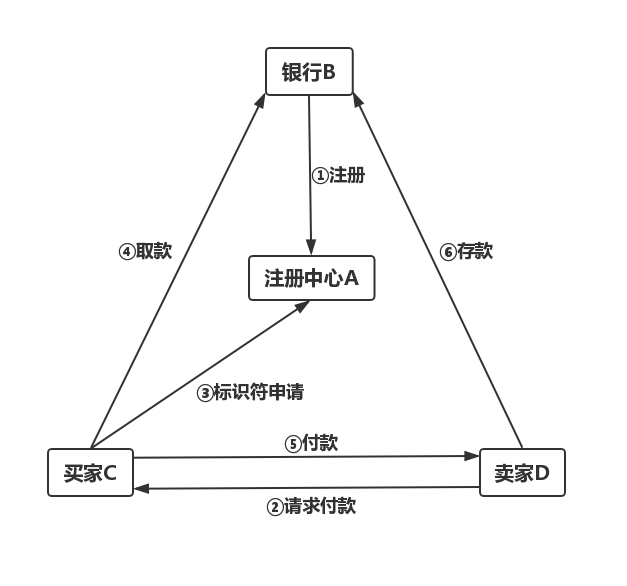 银行B
①注册
④取款
⑥存款
注册中心A
③标识符申请
⑤付款
买家C
卖家D
②请求付款